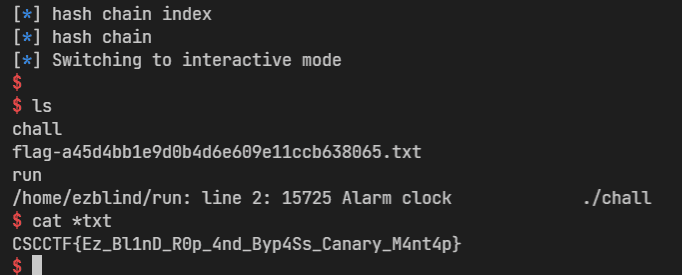 [*] hash chain index
[*] hash chain
[*] Switching to interactive mode
$
$ ls
chall
flag-a45d4bb1e9d0b4d6e609e11ccb638065.txt
run
/home/ezblind/run: line 2: 15725 Alarm clock             ./chall
$ cat *txt
CSCCTF{Ez_Bl1nD_R0p_4nd_Byp4Ss_Canary_M4nt4p}
$